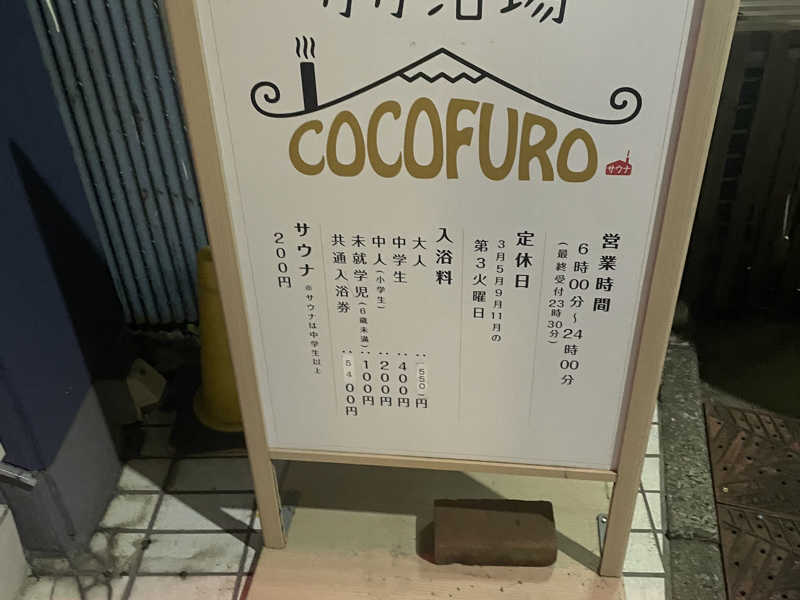 COCOFURO
サウナ
営業時間
6時00分～24時00分
(最終受付23時30分)
定休日
3月5月9月11月の
第3火曜日
入浴料
大人：550円
中学生：400円
中人(小学生)：200円
未就学児(6歳未満)：100円
共通入浴券：5400円
サウナ ※サウナは中学生以上
200円